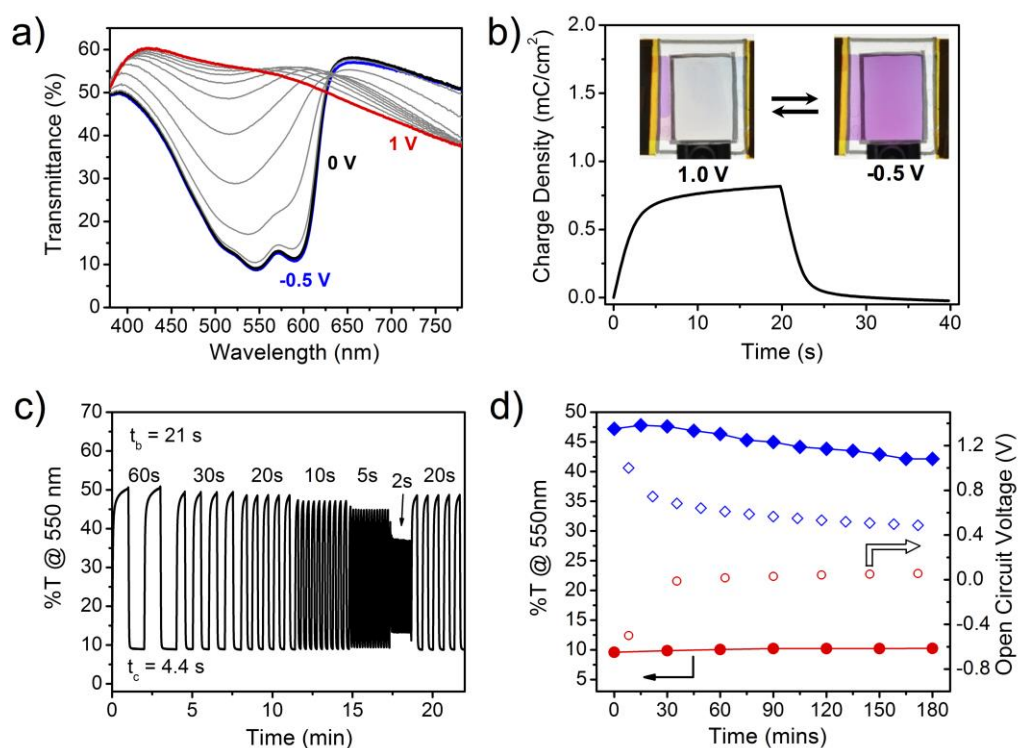 a)
Transmittance (%)
70
60
50
40
30
20
10
0
1 V
0 V
-0.5 V
400 450 500 550 600 650 700 750
Wavelength (nm)
b)
Charge Density (mC/cm²)
2.0
1.5
1.0
0.5
0.0
1.0 V
-0.5 V
0 10 20 30 40
Time (s)
c)
%T @ 550 nm
70
60
50
40
30
20
10
0
t_b = 21 s
60s 30s 20s 10s 5s 2s 20s
t_c = 4.4 s
0 5 10 15 20
Time (min)
d)
%T @ 550nm
50
45
40
35
30
25
20
15
10
5
1.2
0.8
0.4
0.0
-0.4
-0.8
Open Circuit Voltage (V)
0 30 60 90 120 150 180
Time (mins)